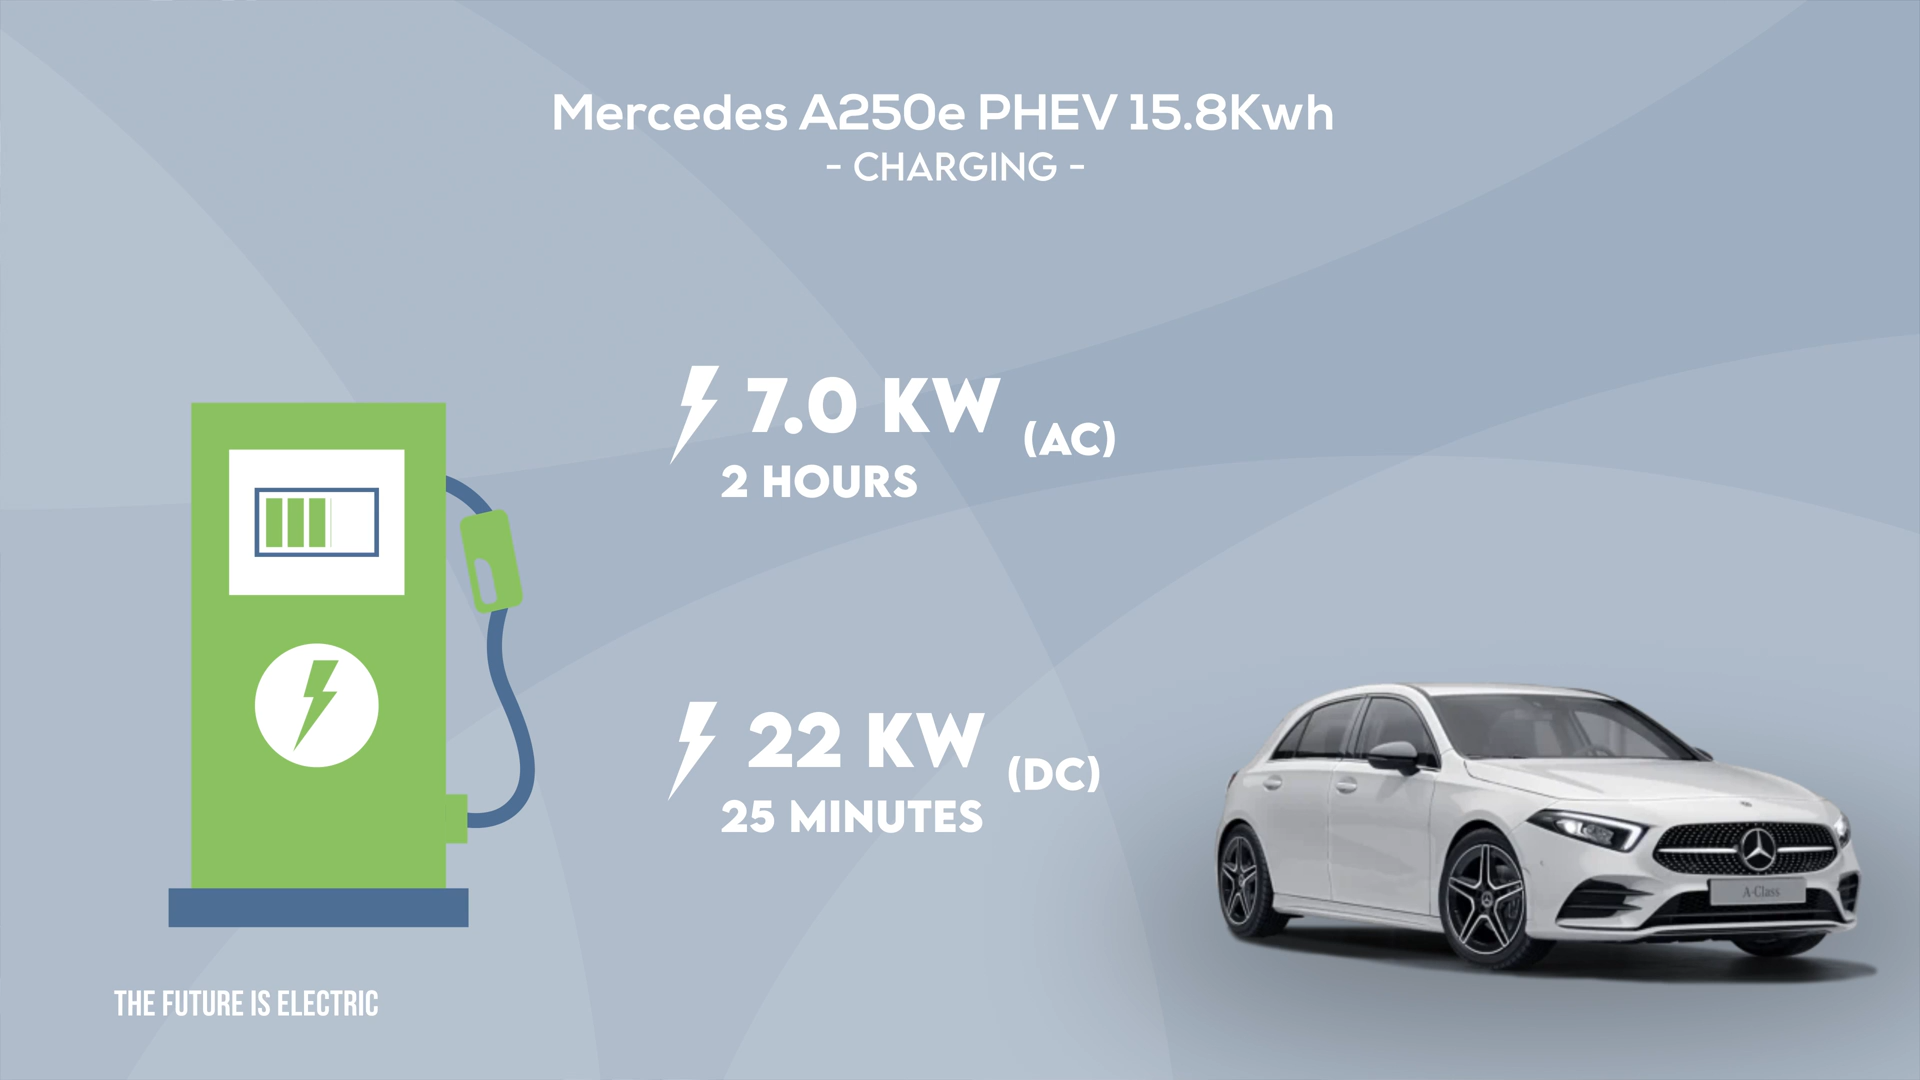 Mercedes A250e PHEV 15.8Kwh
- CHARGING -
7.0 KW (AC)
2 HOURS
22 KW (DC)
25 MINUTES
A-Class
THE FUTURE IS ELECTRIC